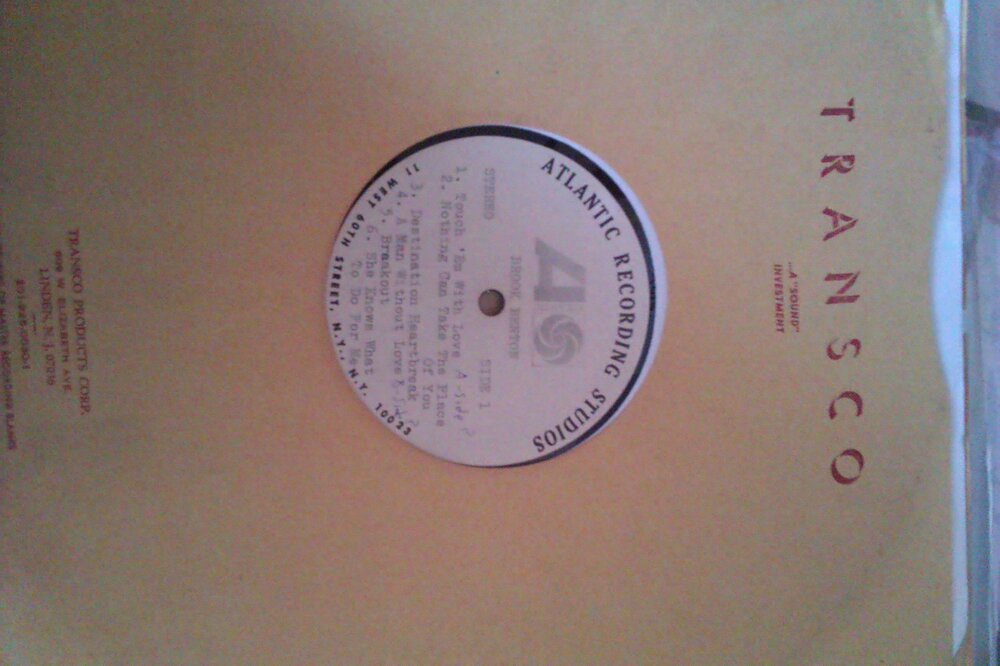 TRANSCO
..."A "SOUND"
INVESTMENT
ATLANTIC RECORDING STUDIOS
BROOK BENTON
STEREO SIDE 1
1. Touch 'Em With Love A-Side
2. Nothing Can Take The Place
Of You
3. Destination Heartbreak
4. A Man Without Love
5. Breakout
6. She Knows What
To Do For Me
11 WEST 60TH STREET, N.Y., N.Y. 10023
TRANSCO PRODUCTS CORP.
LINDEN, N. J. 07036